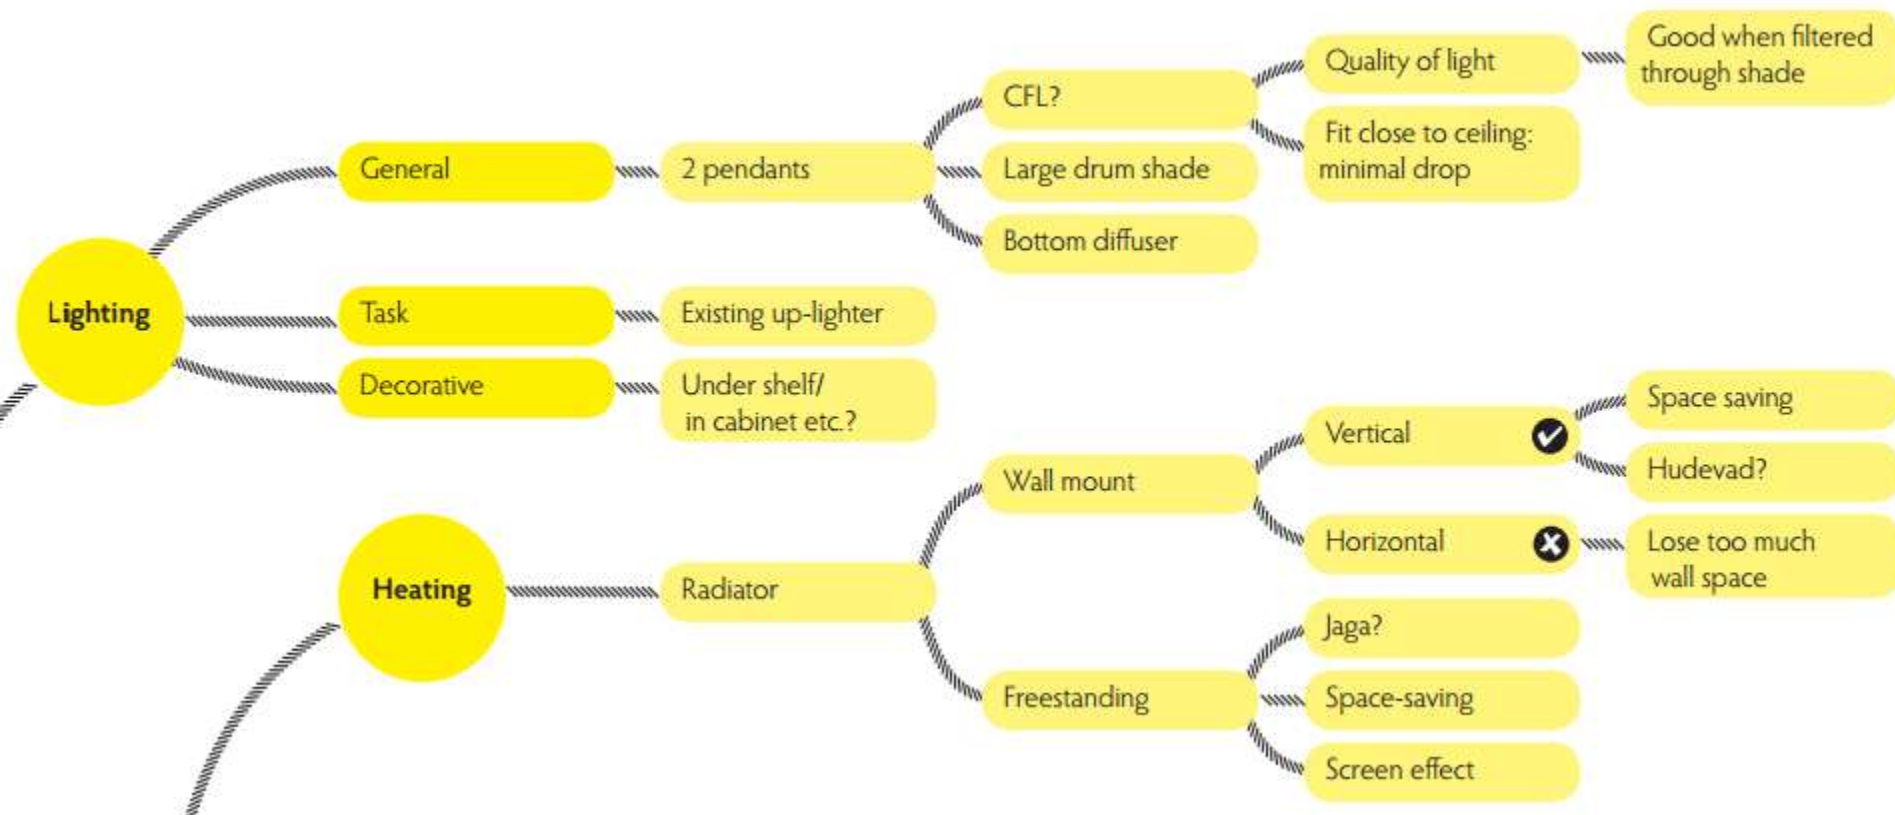 Lighting
General
2 pendants
CFL?
Quality of light
Good when filtered
through shade
Fit close to ceiling:
minimal drop
Large drum shade
Bottom diffuser
Task
Existing up-lighter
Decorative
Under shelf/
in cabinet etc.?
Heating
Radiator
Wall mount
Vertical
Space saving
Hudevad?
Horizontal
Lose too much
wall space
Freestanding
Jaga?
Space-saving
Screen effect